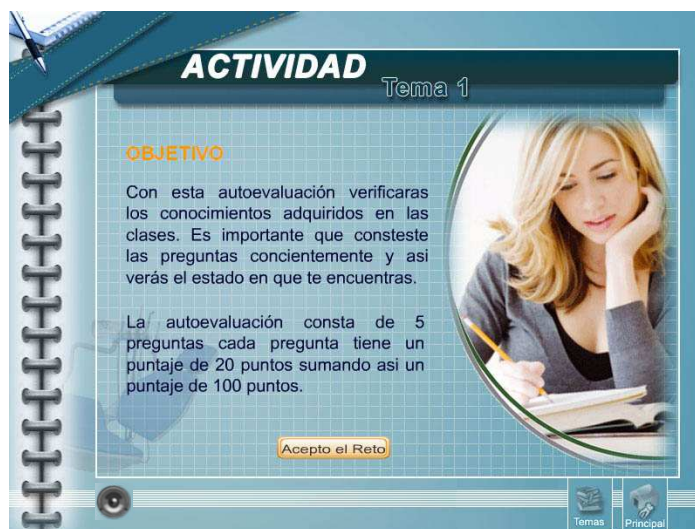 ACTIVIDAD
Tema 1
OBJETIVO
Con esta autoevaluación verificaras
los conocimientos adquiridos en las
clases. Es importante que consteste
las preguntas concientemente y asi
verás el estado en que te encuentras.
La autoevaluación consta de 5
preguntas cada pregunta tiene un
puntaje de 20 puntos sumando asi un
puntaje de 100 puntos.
Acepto el Reto
Temas
Principal